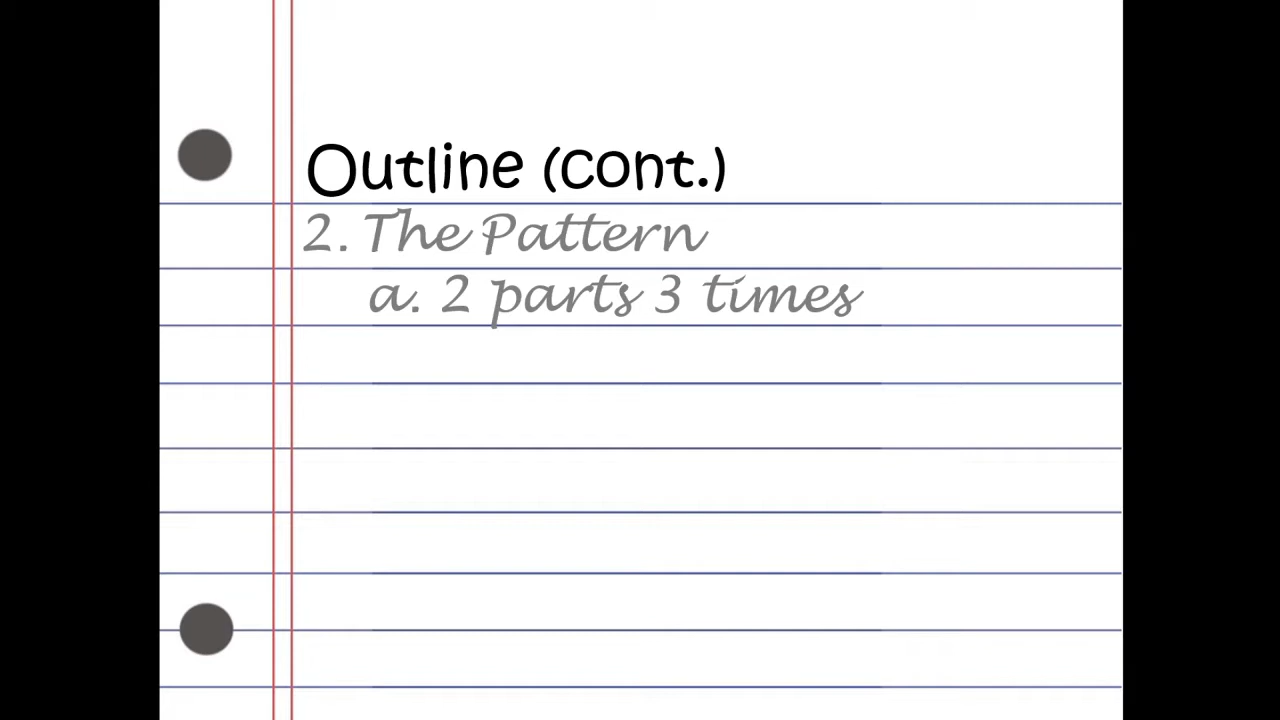 Outline (cont.)
2. The Pattern
a. 2 parts 3 times